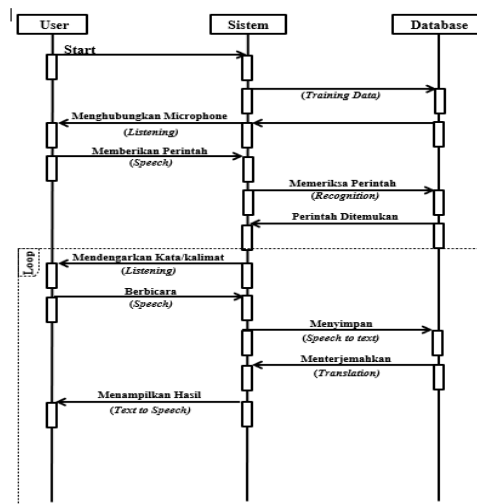 User
Sistem
Database
Start
(Training Data)
Menghubungkan Microphone
(Listening)
Memberikan Perintah
(Speech)
Memeriksa Perintah
(Recognition)
Perintah Ditemukan
Loop
Mendengarkan Kata/kalimat
(Listening)
Berbicara
(Speech)
Menyimpan
(Speech to text)
Menterjemahkan
(Translation)
Menampilkan Hasil
(Text to Speech)